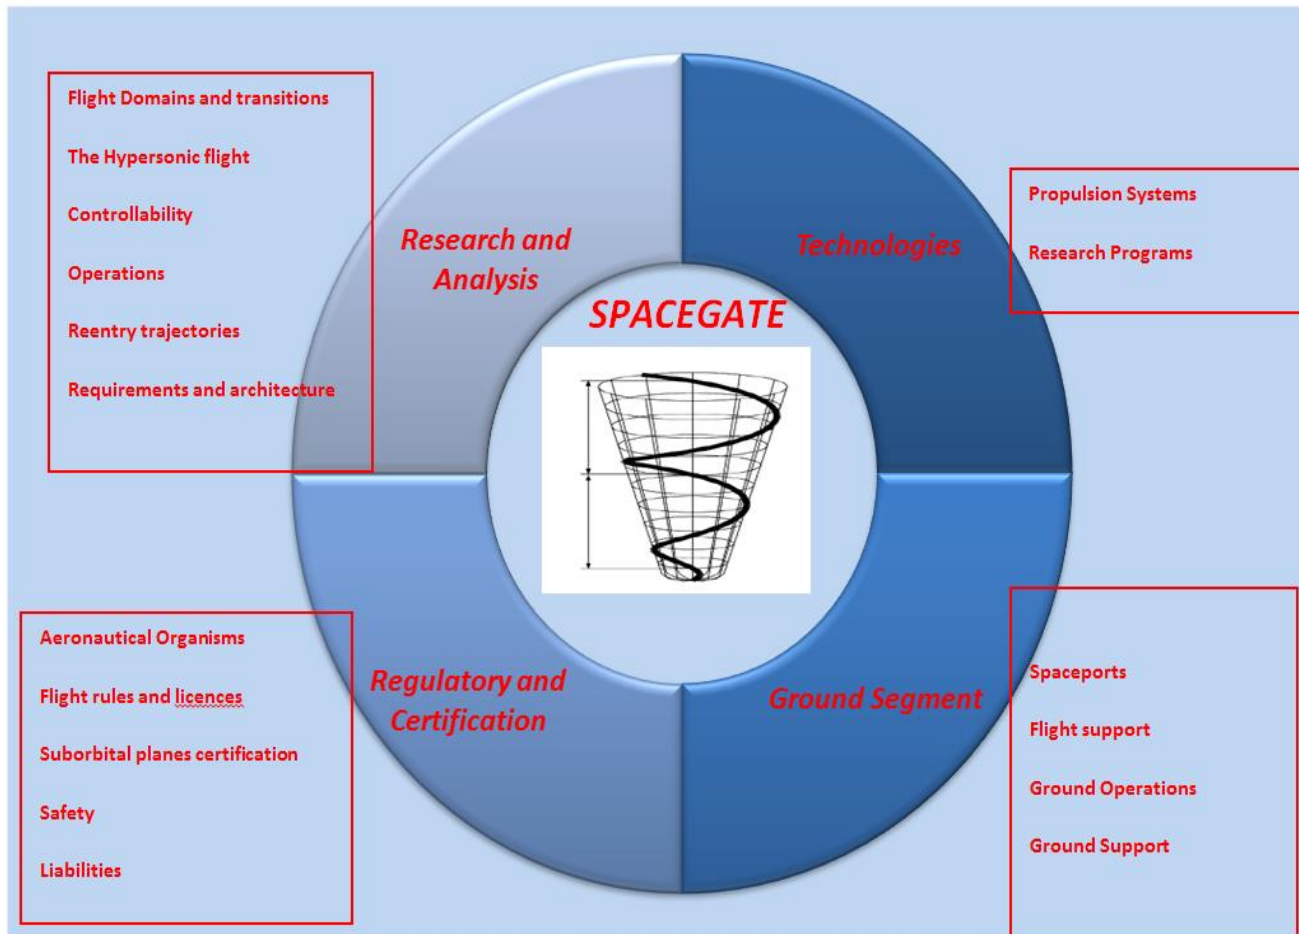 Flight Domains and transitions
The Hypersonic flight
Controllability
Operations
Reentry trajectories
Requirements and architecture
Research and
Analysis
Technologies
Propulsion Systems
Research Programs
SPACEGATE
Aeronautical Organisms
Flight rules and licences
Suborbital planes certification
Safety
Liabilities
Regulatory and
Certification
Ground Segment
Spaceports
Flight support
Ground Operations
Ground Support